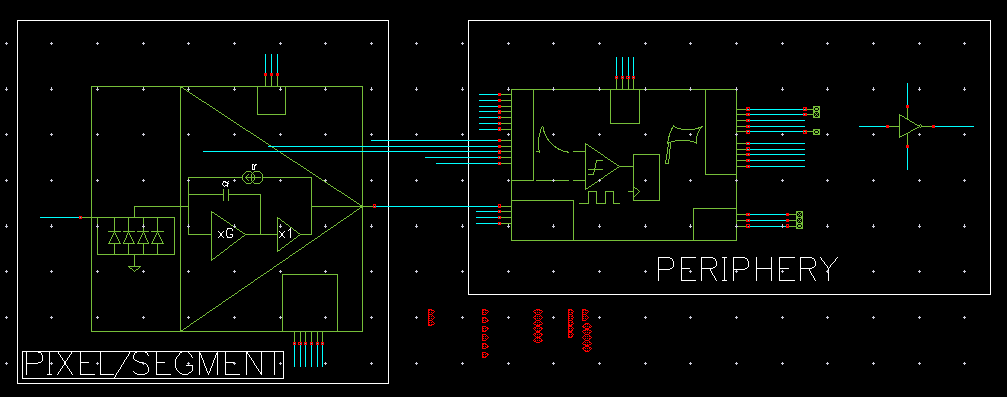 PERIPHERY
xG
x1
PIXEL/SEGMENT